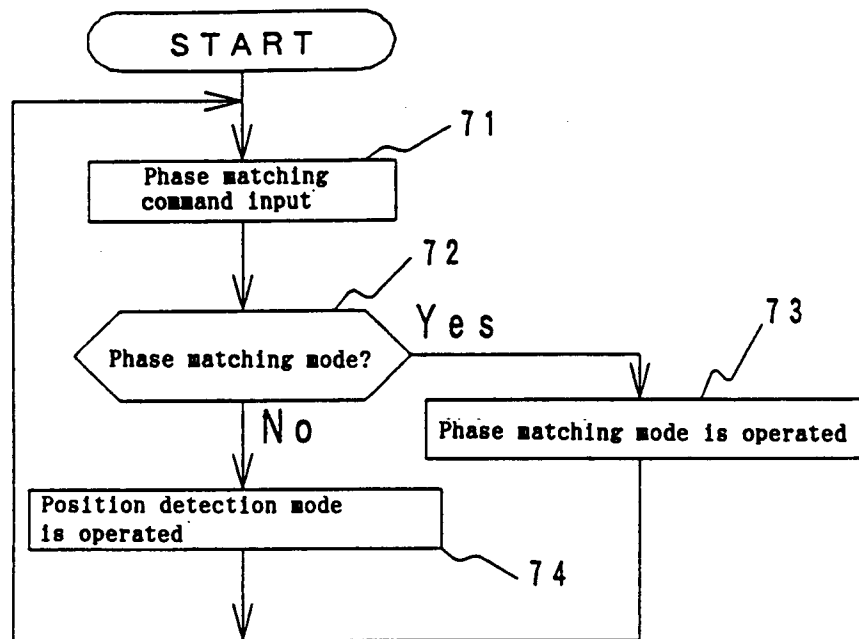 START
71
Phase matching
command input
72
Yes
73
Phase matching mode?
No
Phase matching mode is operated
Position detection mode
is operated
74